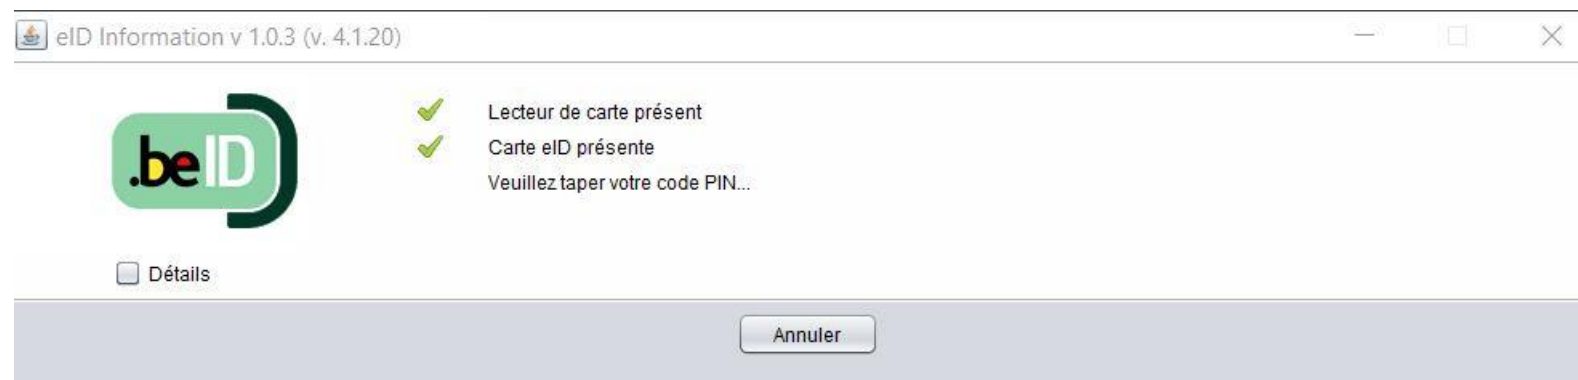 eID Information v 1.0.3 (v. 4.1.20)
.beID
Lecteur de carte présent
Carte eID présente
Veuillez taper votre code PIN...
Détails
Annuler